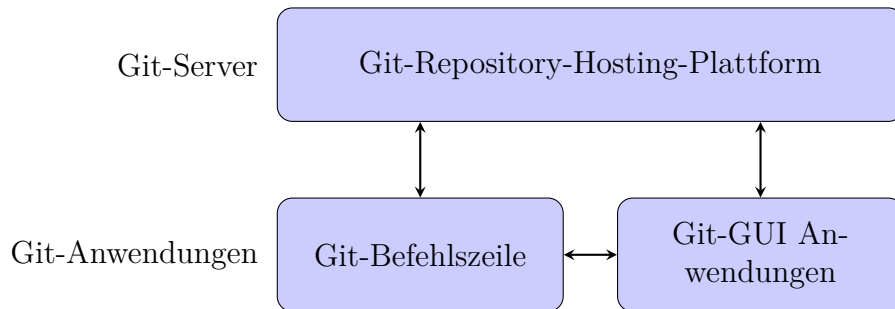 Git-Server
Git-Repository-Hosting-Plattform
Git-Anwendungen
Git-Befehlszeile
Git-GUI An-
wendungen